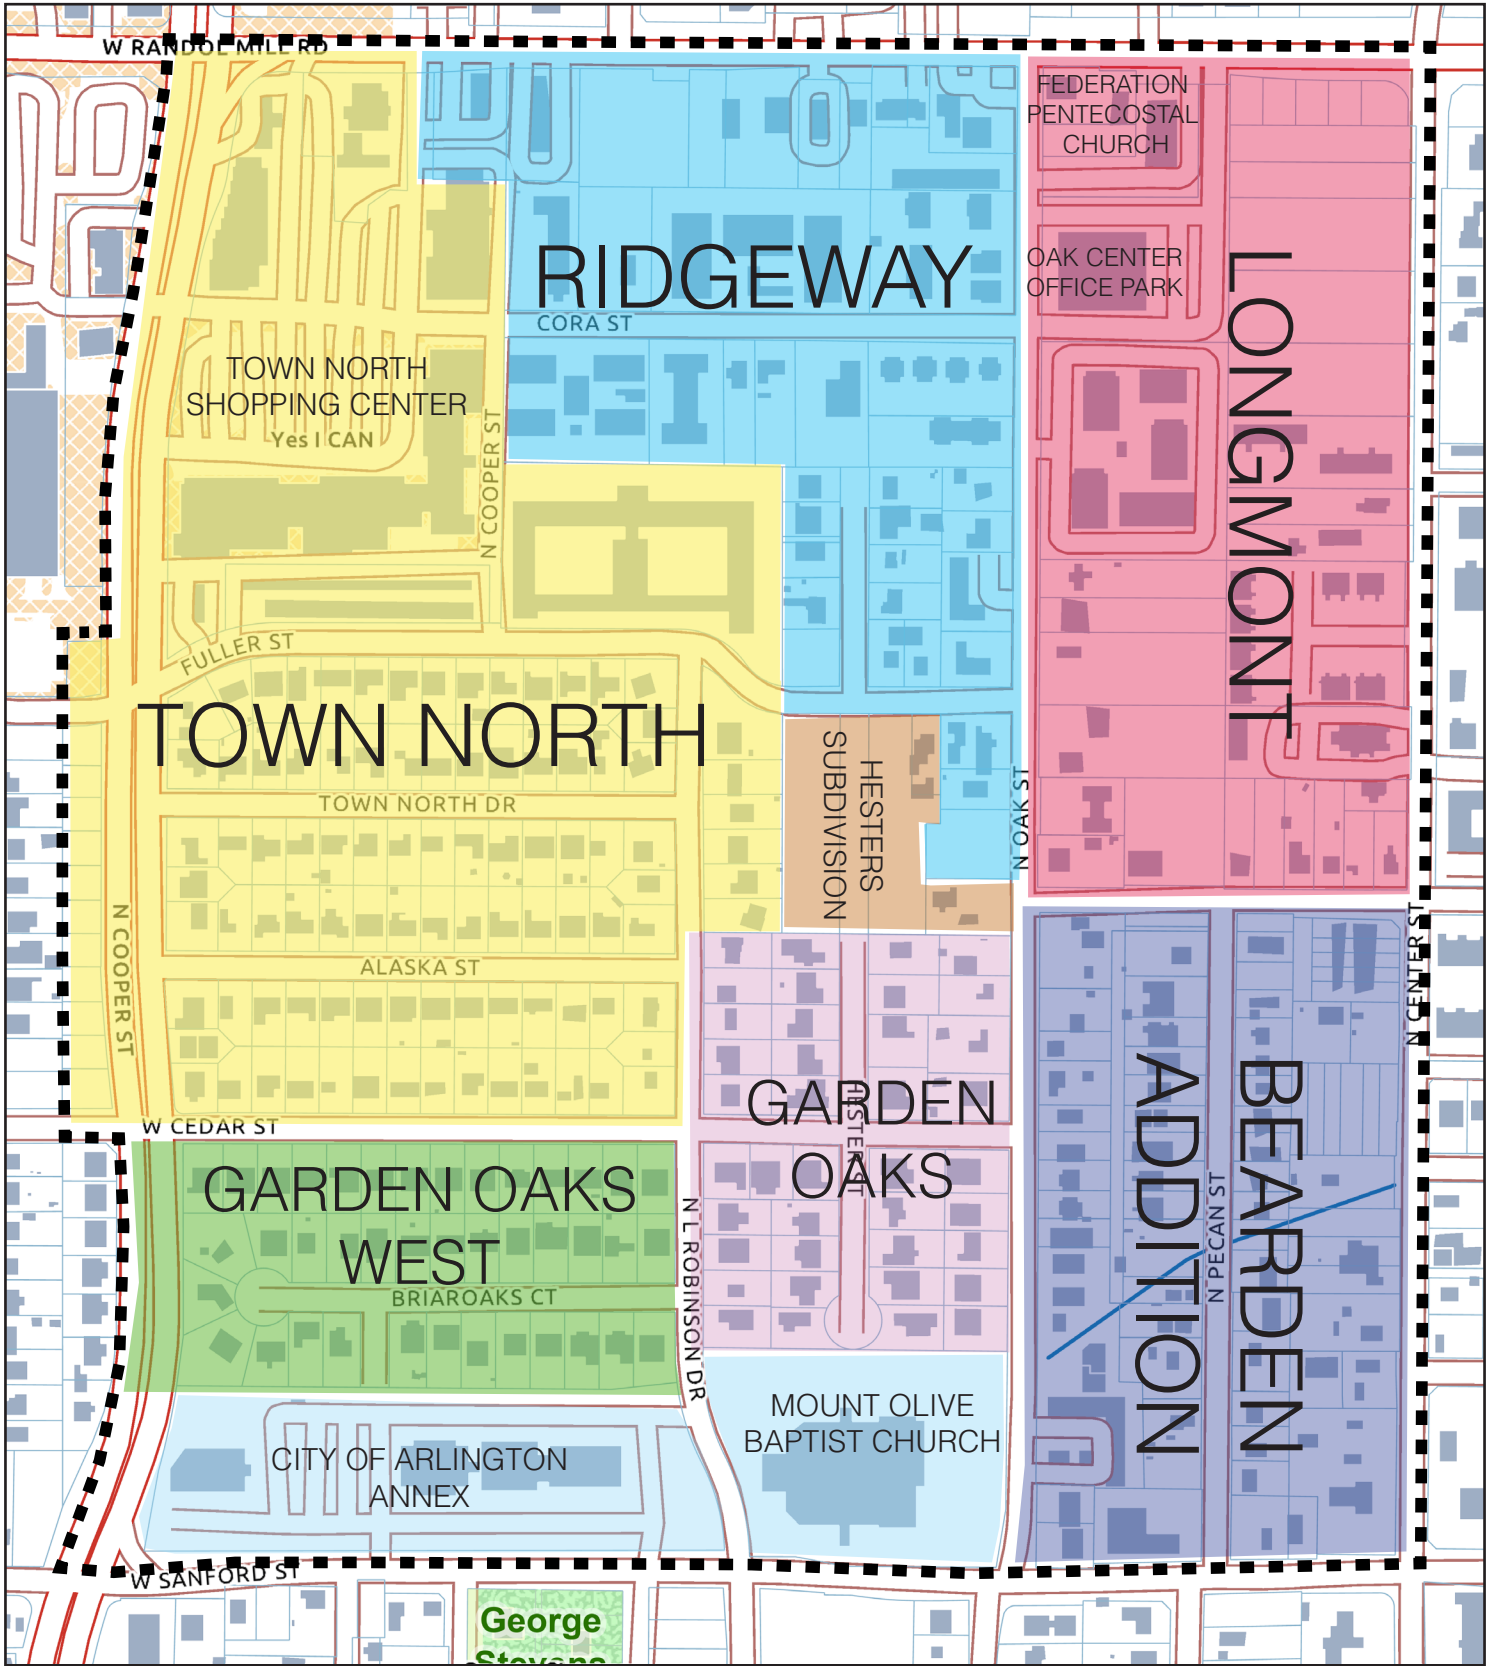 W RANDOL MILL RD
FEDERATION
PENTECOSTAL
CHURCH
RIDGEWAY
OAK CENTER
OFFICE PARK
LONGMONT
CORA ST
TOWN NORTH
SHOPPING CENTER
Yes I CAN
N COOPER ST
FULLER ST
TOWN NORTH
HESTERS
SUBDIVISION
N OAK ST
TOWN NORTH DR
N COOPER ST
ALASKA ST
N CENTER ST
BEARDEN
ADDITION
GARDEN
OAKS
HESTER ST
W CEDAR ST
GARDEN OAKS
WEST
N L ROBINSON DR
N PECAN ST
BRIAROAKS CT
MOUNT OLIVE
BAPTIST CHURCH
CITY OF ARLINGTON
ANNEX
W SANFORD ST
George
Stevens